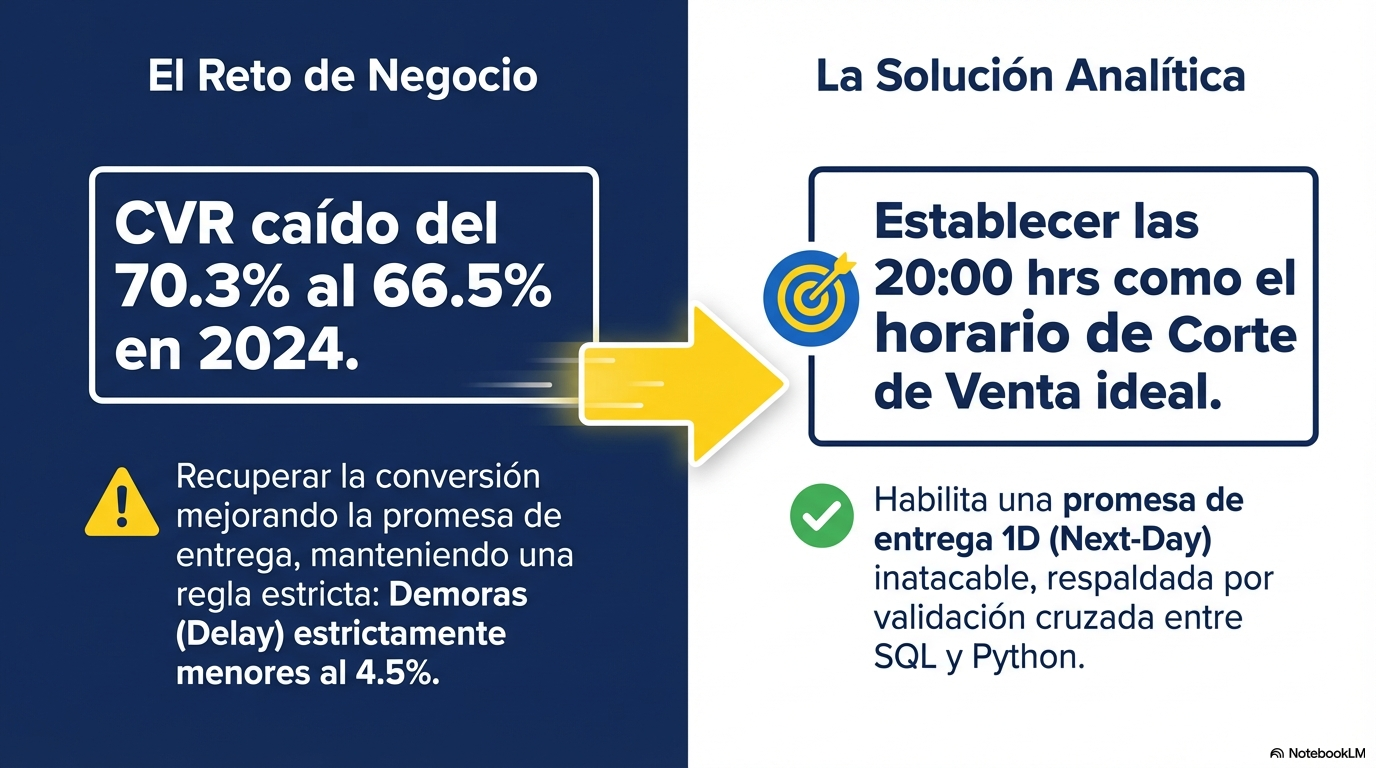 El Reto de Negocio
CVR caído del
70.3% al 66.5%
en 2024.
Recuperar la conversión
mejorando la promesa de
entrega, manteniendo una
regla estricta: Demoras
(Delay) estrictamente
menores al 4.5%.
La Solución Analítica
Establecer las
20:00 hrs como el
horario de Corte
de Venta ideal.
Habilita una promesa de
entrega 1D (Next-Day)
inatacable, respaldada por
validación cruzada entre
SQL y Python.
NotebookLM